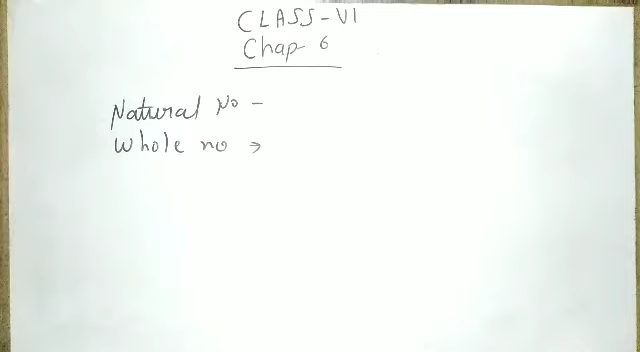 CLASS-VI
Chap 6
Natural No -
Whole no →